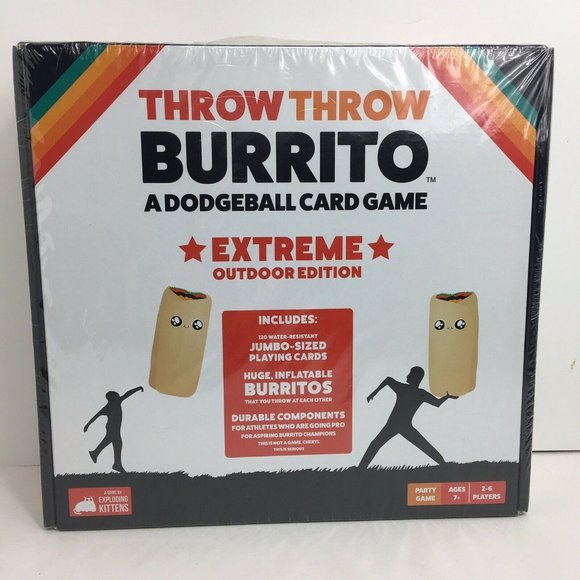 THROW THROW
BURRITO™
A DODGEBALL CARD GAME
★ EXTREME ★
OUTDOOR EDITION
INCLUDES:
120 WATER-RESISTANT
JUMBO-SIZED
PLAYING CARDS
HUGE, INFLATABLE
BURRITOS
THAT YOU THROW AT EACH OTHER
DURABLE COMPONENTS
FOR ATHLETES WHO ARE GOING PRO
FOR ASPIRING BURRITO CHAMPIONS
THIS IS NOT A GAME, CHERYL
THIS IS SERIOUS
A GAME BY
EXPLODING
KITTENS
PARTY
GAME
AGES
7+
2-6
PLAYERS